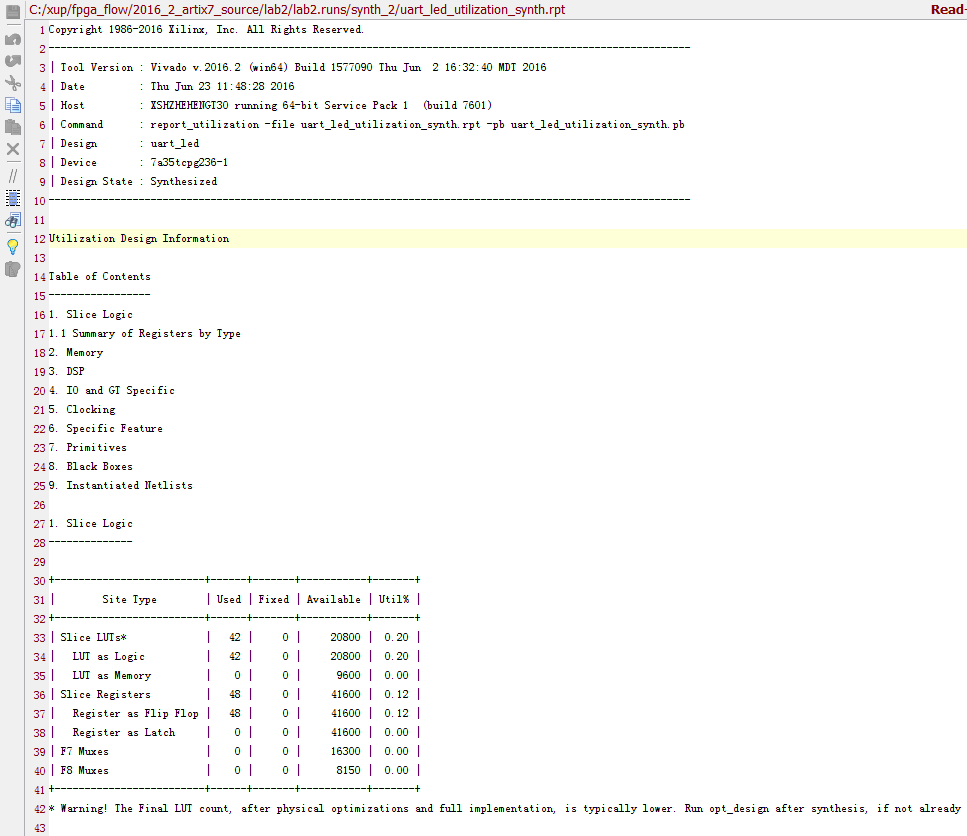 C:/xup/fpga_flow/2016_2_artix7_source/lab2/lab2.runs/synth_2/uart_led_utilization_synth.rpt Read-
1 Copyright 1986-2016 Xilinx, Inc. All Rights Reserved.
2 ------------------------------------------------------------------------------------------------------------
3 | Tool Version : Vivado v.2016.2 (win64) Build 1577090 Thu Jun  2 16:32:40 MDT 2016
4 | Date         : Thu Jun 23 11:48:28 2016
5 | Host         : XSHZHEHENGT30 running 64-bit Service Pack 1  (build 7601)
6 | Command      : report_utilization -file uart_led_utilization_synth.rpt -pb uart_led_utilization_synth.pb
7 | Design       : uart_led
8 | Device       : 7a35tcpg236-1
9 | Design State : Synthesized
10 ------------------------------------------------------------------------------------------------------------
11
12 Utilization Design Information
13
14 Table of Contents
15 -----------------
16 1. Slice Logic
17 1.1 Summary of Registers by Type
18 2. Memory
19 3. DSP
20 4. IO and GT Specific
21 5. Clocking
22 6. Specific Feature
23 7. Primitives
24 8. Black Boxes
25 9. Instantiated Netlists
26
27 1. Slice Logic
28 --------------
29
30 +-------------------------+------+-------+-----------+-------+
31 |        Site Type        | Used | Fixed | Available | Util% |
32 +-------------------------+------+-------+-----------+-------+
33 | Slice LUTs*             |   42 |     0 |     20800 |  0.20 |
34 |   LUT as Logic          |   42 |     0 |     20800 |  0.20 |
35 |   LUT as Memory         |    0 |     0 |      9600 |  0.00 |
36 | Slice Registers         |   48 |     0 |     41600 |  0.12 |
37 |   Register as Flip Flop |   48 |     0 |     41600 |  0.12 |
38 |   Register as Latch     |    0 |     0 |     41600 |  0.00 |
39 | F7 Muxes                |    0 |     0 |     16300 |  0.00 |
40 | F8 Muxes                |    0 |     0 |      8150 |  0.00 |
41 +-------------------------+------+-------+-----------+-------+
42 * Warning! The Final LUT count, after physical optimizations and full implementation, is typically lower. Run opt_design after synthesis, if not already
43